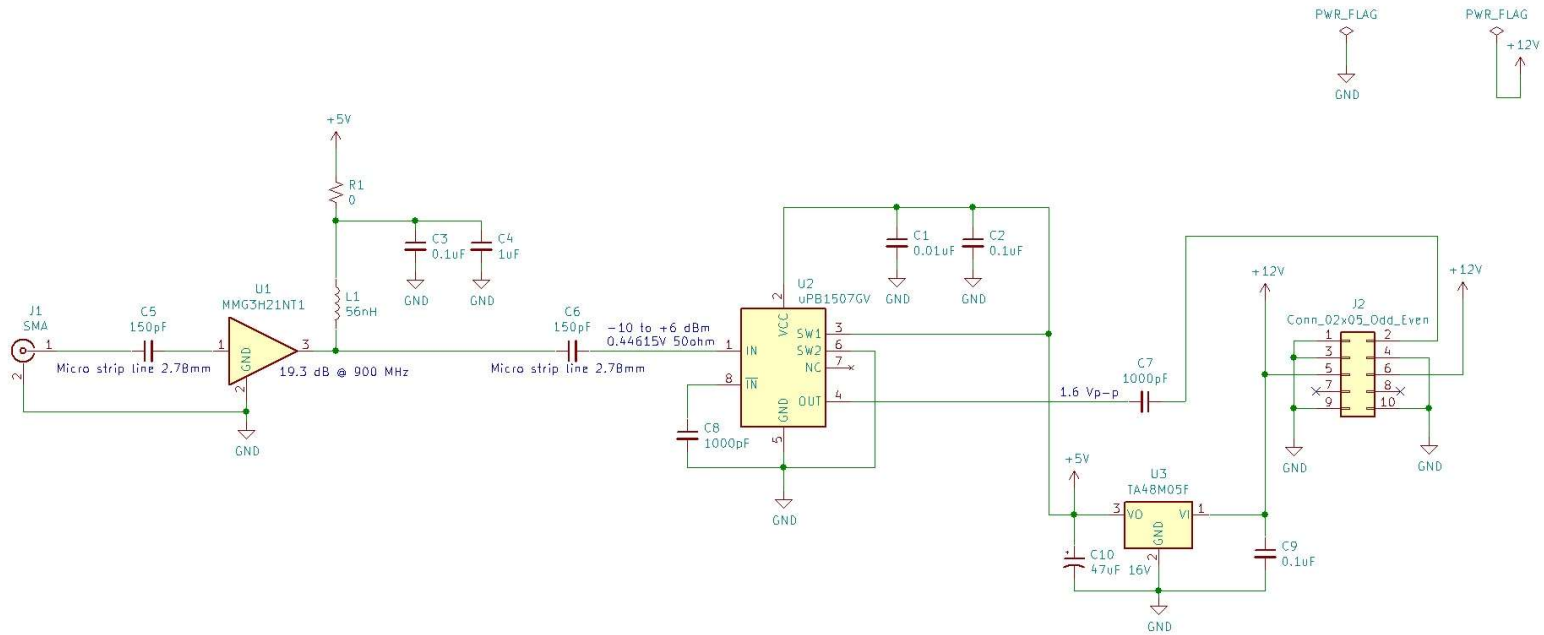 PWR_FLAG
GND
PWR_FLAG
+12V
+5V
R1
0
C3
0.1uF
GND
C4
1uF
GND
L1
56nH
J1
SMA
1
2
C5
150pF
Micro strip line 2.78mm
U1
MMG3H21NT1
1
GND
2
3
19.3 dB @ 900 MHz
GND
C6
150pF
Micro strip line 2.78mm
-10 to +6 dBm
0.44615V 50ohm
U2
uPB1507GV
2
VCC
1
IN
8
IN
SW1
3
SW2
6
NC
7
OUT
4
GND
5
C8
1000pF
GND
C1
0.01uF
GND
C2
0.1uF
GND
1.6 Vp-p
C7
1000pF
+12V
+12V
J2
Conn_02x05_Odd_Even
1
2
3
4
5
6
7
8
9
10
GND
GND
+5V
U3
TA48M05F
3
VO
VI
1
GND
2
C10
47uF 16V
C9
0.1uF
GND